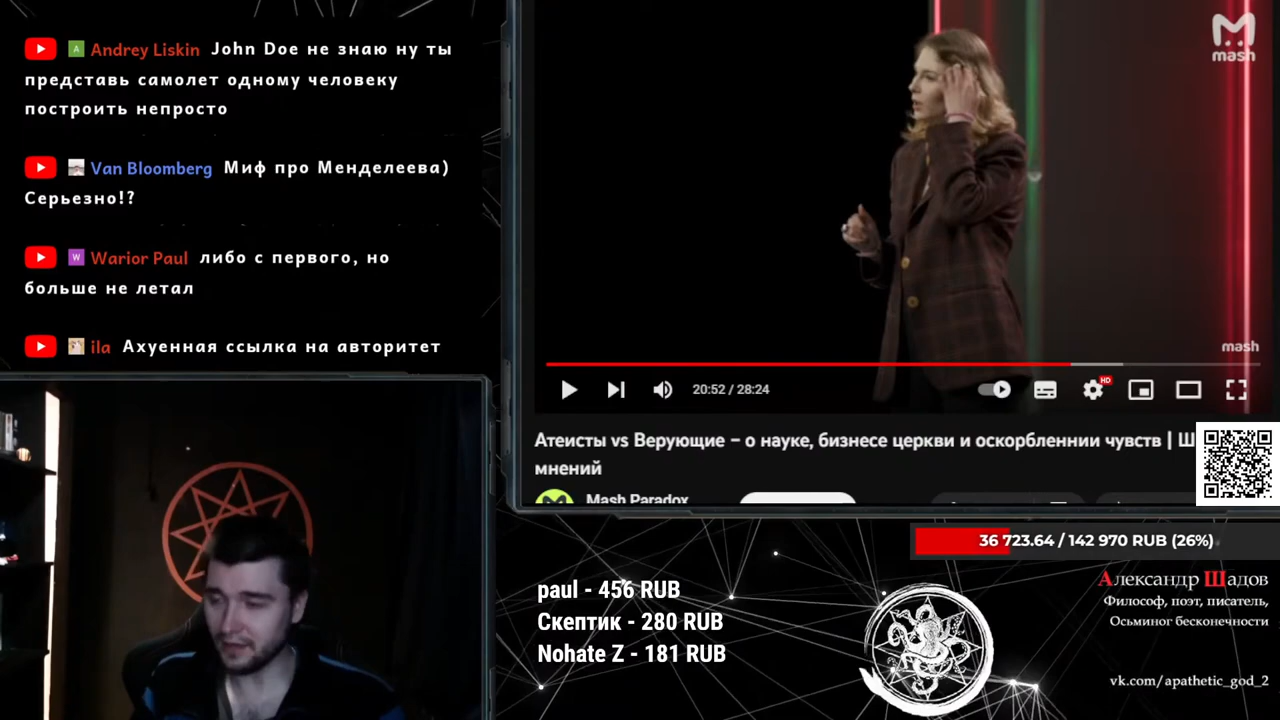 Andrey Liskin John Doe не знаю ну ты
представь самолет одному человеку
построить непросто
Van Bloomberg Миф про Менделеева)
Серьезно!?
Warior Paul либо с первого, но
больше не летал
ila Ахуенная ссылка на авторитет
mash
mash
20:52 / 28:24
HD
Атеисты vs Верующие – о науке, бизнесе церкви и оскорбленнии чувств | Ш
мнений
Mash Paradox
36 723.64 / 142 970 RUB (26%)
paul - 456 RUB
Скептик - 280 RUB
Nohate Z - 181 RUB
Александр Шадов
Философ, поэт, писатель,
Осьминог бесконечности
vk.com/apathetic_god_2